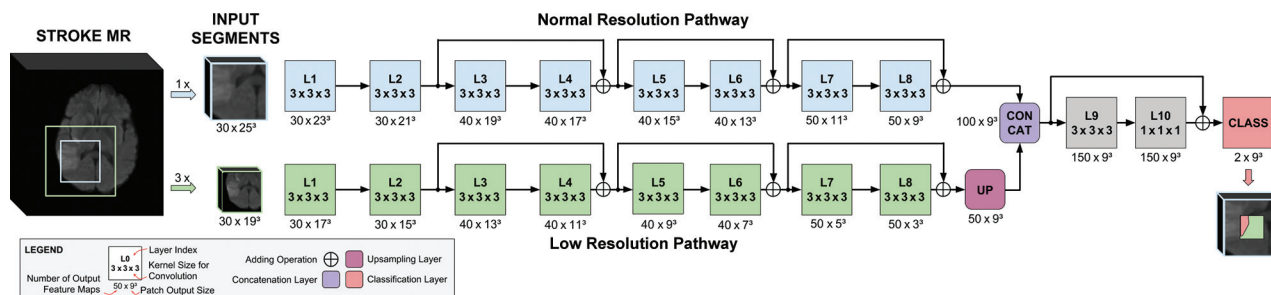 STROKE MR
INPUT
SEGMENTS
Normal Resolution Pathway
1 x
30 x 25³
L1
3 x 3 x 3
30 x 23³
L2
3 x 3 x 3
30 x 21³
L3
3 x 3 x 3
40 x 19³
L4
3 x 3 x 3
40 x 17³
L5
3 x 3 x 3
40 x 15³
L6
3 x 3 x 3
40 x 13³
L7
3 x 3 x 3
50 x 11³
L8
3 x 3 x 3
50 x 9³
3 x
30 x 19³
L1
3 x 3 x 3
30 x 17³
L2
3 x 3 x 3
30 x 15³
L3
3 x 3 x 3
40 x 13³
L4
3 x 3 x 3
40 x 11³
L5
3 x 3 x 3
40 x 9³
L6
3 x 3 x 3
40 x 7³
L7
3 x 3 x 3
50 x 5³
L8
3 x 3 x 3
50 x 3³
UP
50 x 9³
Low Resolution Pathway
100 x 9³
CON
CAT
L9
3 x 3 x 3
150 x 9³
L10
1 x 1 x 1
150 x 9³
CLASS
2 x 9³
LEGEND
L0
3 x 3 x 3
50 x 9³
Layer Index
Kernel Size for
Convolution
Number of Output
Feature Maps
Patch Output Size
Adding Operation
Upsampling Layer
Concatenation Layer
Classification Layer